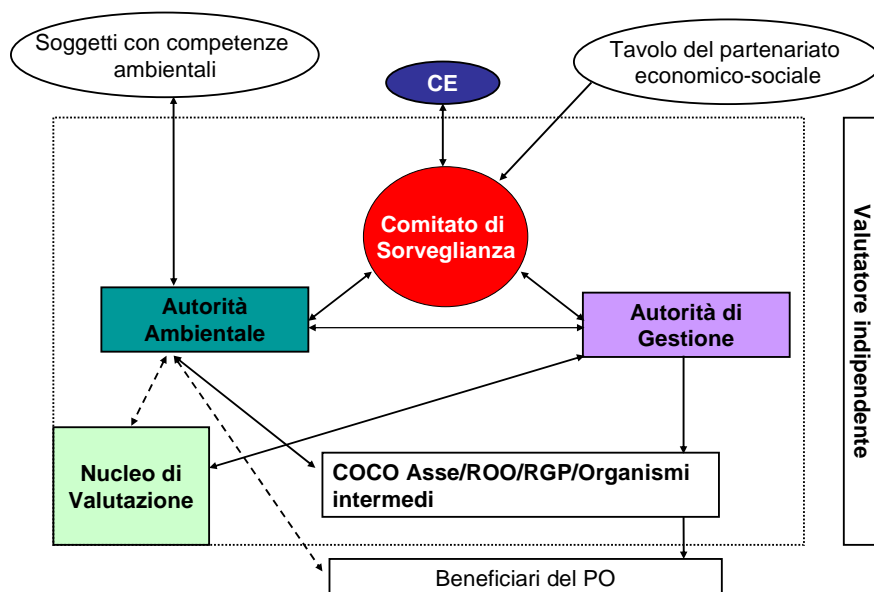 Soggetti con competenze
ambientali
CE
Tavolo del partenariato
economico-sociale
Comitato di
Sorveglianza
Autorità
Ambientale
Autorità di
Gestione
Valutatore indipendente
Nucleo di
Valutazione
COCO Asse/ROO/RGP/Organismi
intermedi
Beneficiari del PO